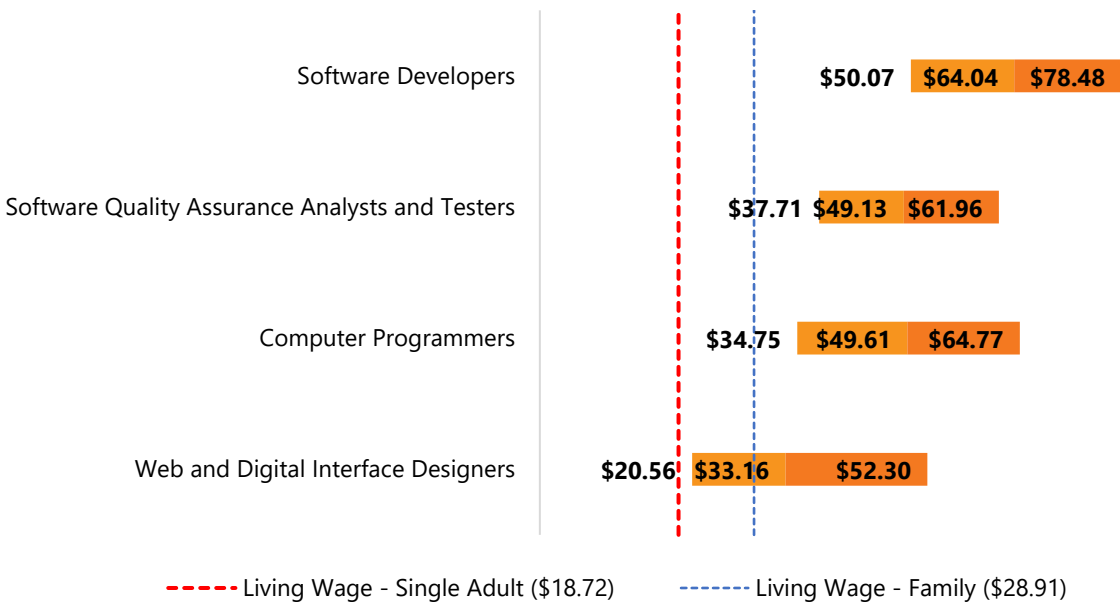 Software Developers $50.07 $64.04 $78.48
Software Quality Assurance Analysts and Testers $37.71 $49.13 $61.96
Computer Programmers $34.75 $49.61 $64.77
Web and Digital Interface Designers $20.56 $33.16 $52.30
Living Wage - Single Adult ($18.72) Living Wage - Family ($28.91)